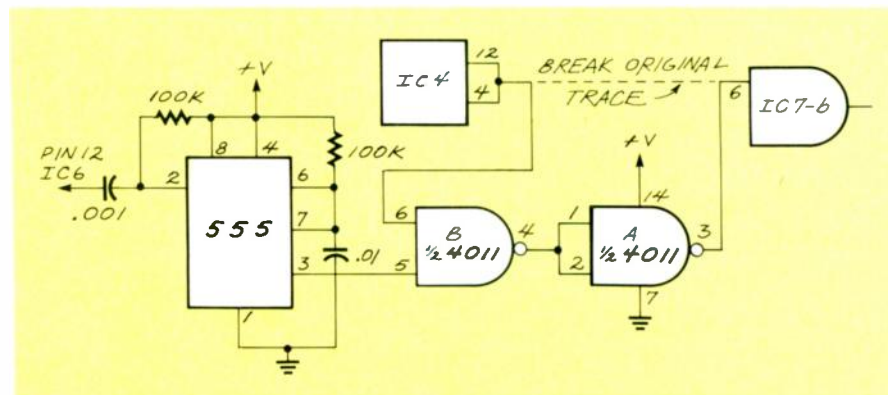 +V
100K
PIN 12
IC6
.001
2
8
4
6
7
3
1
555
100K
.01
IC4
12
4
BREAK ORIGINAL
TRACE
6
IC7-b
6
5
B
½ 4011
4
+V
14
1
2
A
½ 4011
3
7